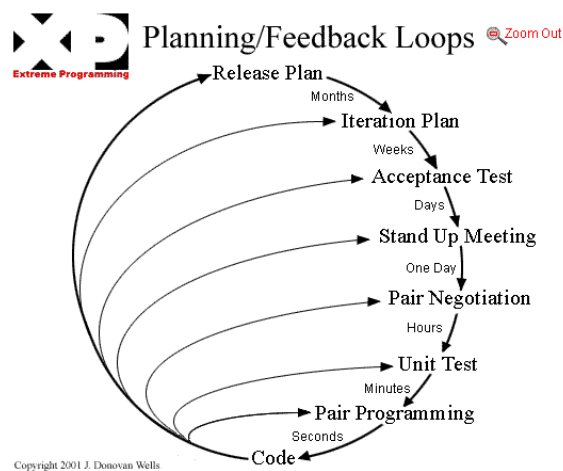 XP
Extreme Programming
Planning/Feedback Loops
Zoom Out
Release Plan
Months
Iteration Plan
Weeks
Acceptance Test
Days
Stand Up Meeting
One Day
Pair Negotiation
Hours
Unit Test
Minutes
Pair Programming
Seconds
Code
Copyright 2001 J. Donovan Wells